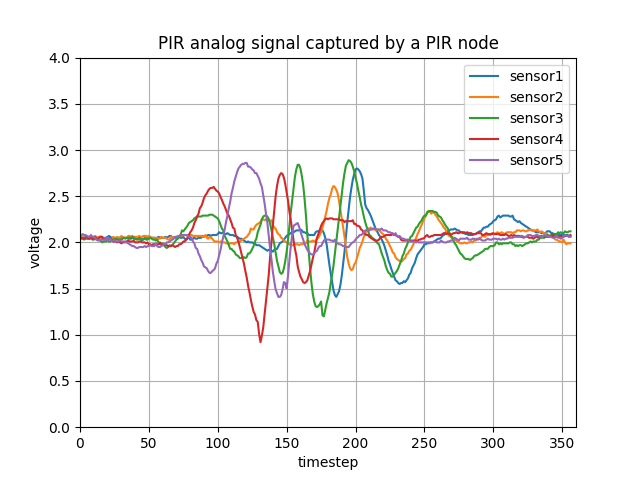 PIR analog signal captured by a PIR node
4.0
3.5
3.0
2.5
2.0
1.5
1.0
0.5
0.0
voltage
0 50 100 150 200 250 300 350
timestep
sensor1
sensor2
sensor3
sensor4
sensor5